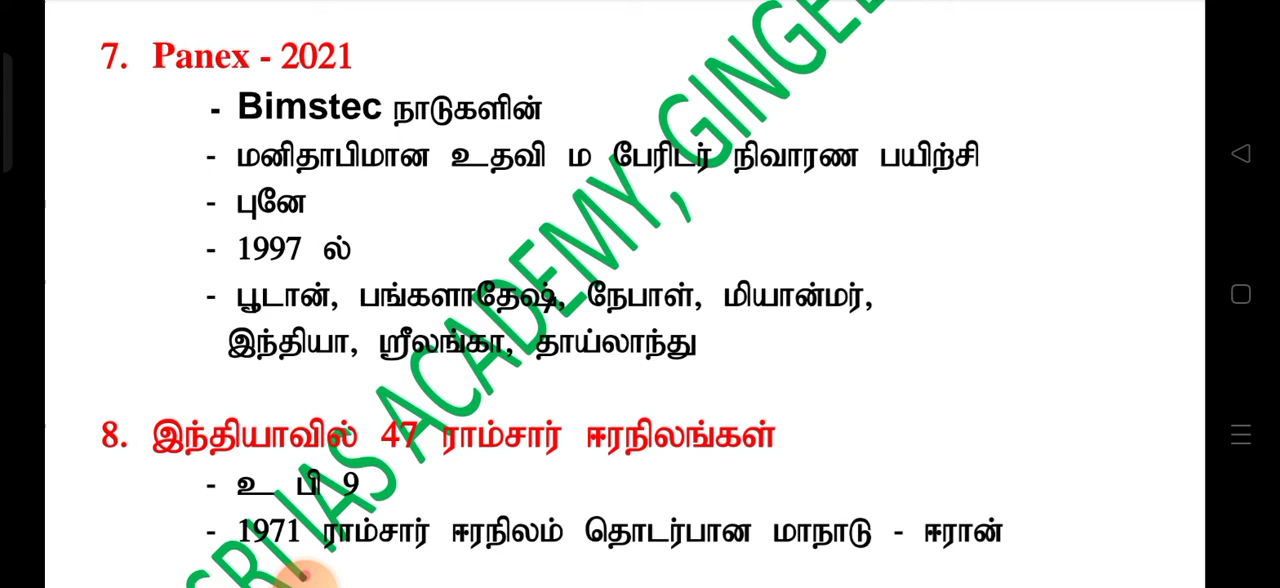 7. Panex - 2021
- Bimstec நாடுகளின்
- மனிதாபிமான உதவி ம பேரிடர் நிவாரண பயிற்சி
- புனே
- 1997 ல்
- பூடான், பங்களாதேஷ், நேபாள், மியான்மர்,
இந்தியா, ஸ்ரீலங்கா, தாய்லாந்து
8. இந்தியாவில் 47 ராம்சார் ஈரநிலங்கள்
- உ பி 9
- 1971 ராம்சார் ஈரநிலம் தொடர்பான மாநாடு - ஈரான்
SRI IAS ACADEMY, GINGEE